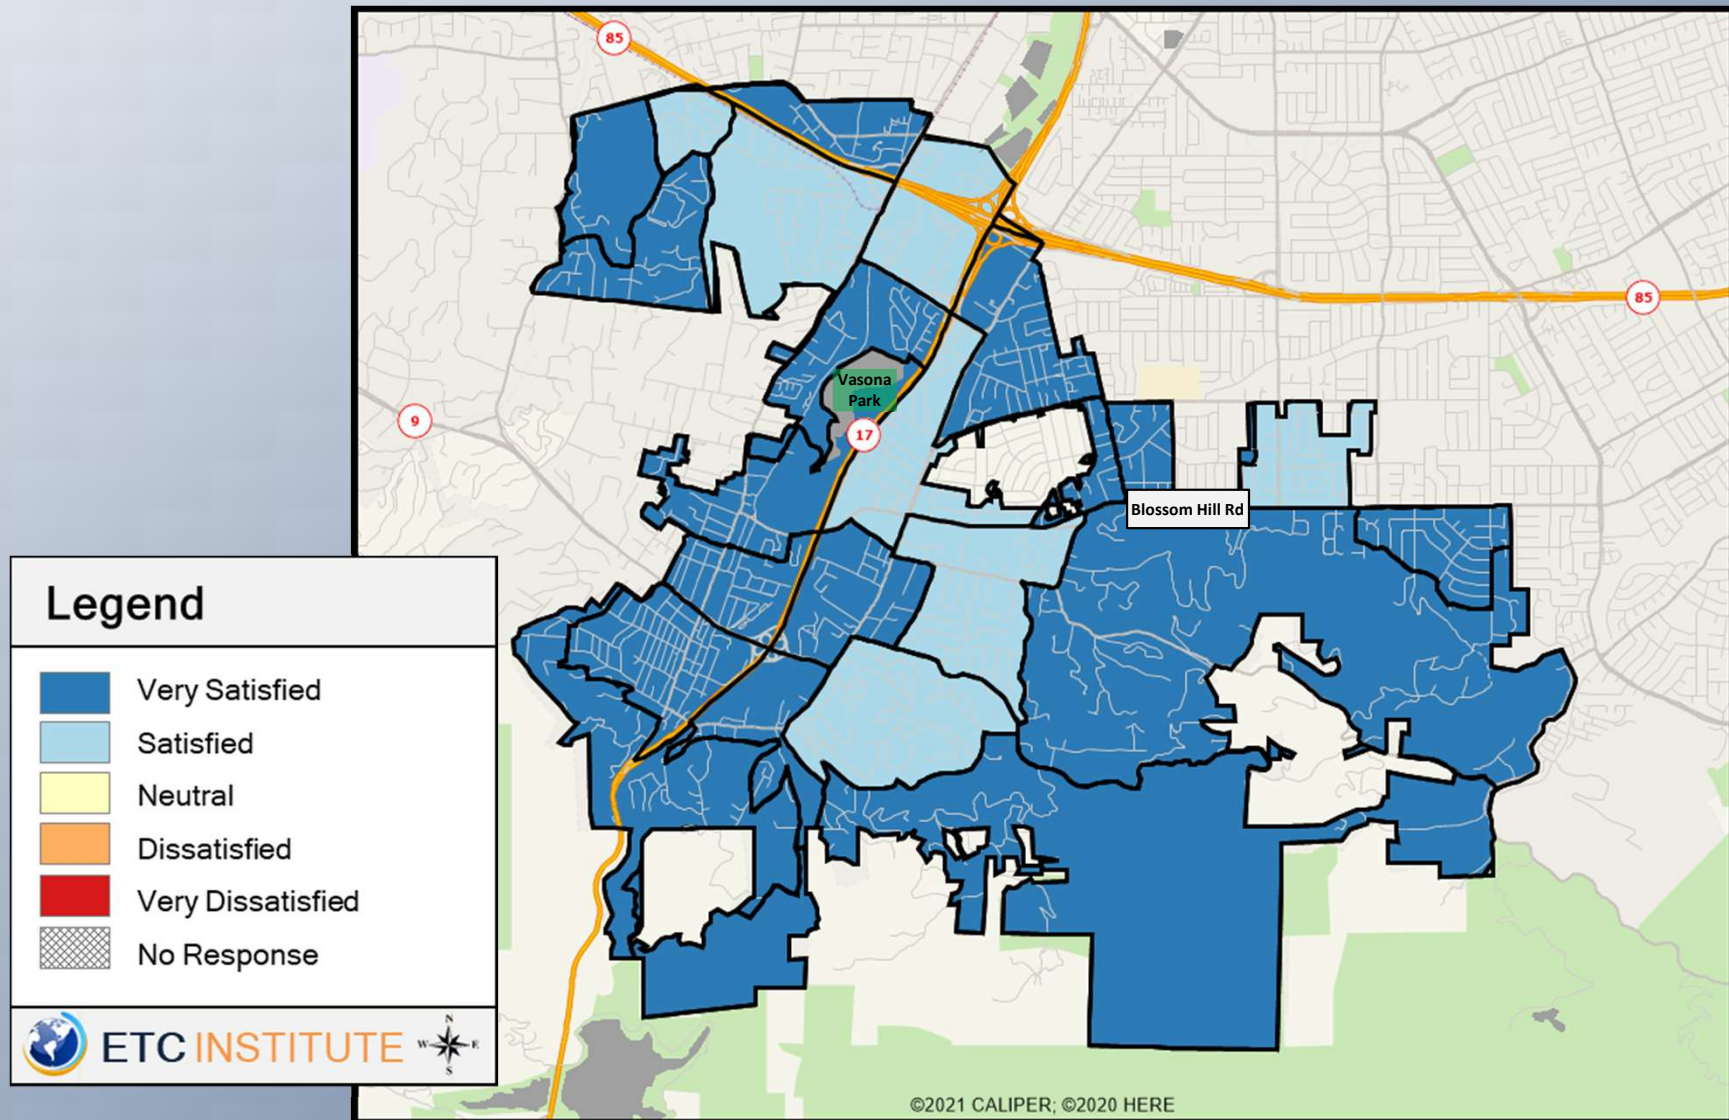 85
85
9
Vasona
Park
17
Blossom Hill Rd
Legend
Very Satisfied
Satisfied
Neutral
Dissatisfied
Very Dissatisfied
No Response
ETC INSTITUTE
N
W E
S
©2021 CALIPER; ©2020 HERE